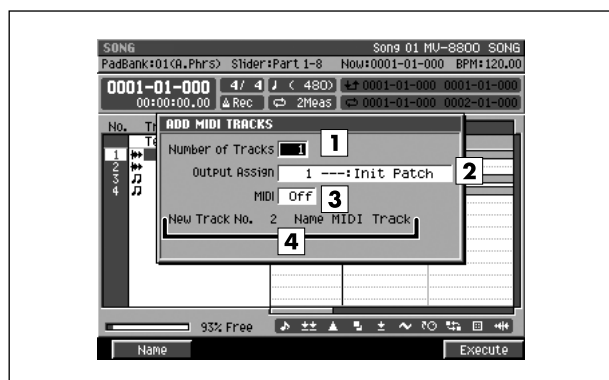 SONG Song 01 MV-8800 SONG
PadBank:01(A.Phrs) Slider:Part 1-8 Now:0001-01-000 BPM:120.00
0001-01-000 4/ 4 ( 480) 0001-01-000 0001-01-000
00:00:00.00 Rec 2Meas 0001-01-000 0002-01-000
No. Tr
ADD MIDI TRACKS
Te
Number of Tracks 1 1
Output Assign 1 ---:Init Patch 2
MIDI Off 3
New Track No. 2 Name MIDI Track
4
1
2
3
4
93% Free
Name Execute